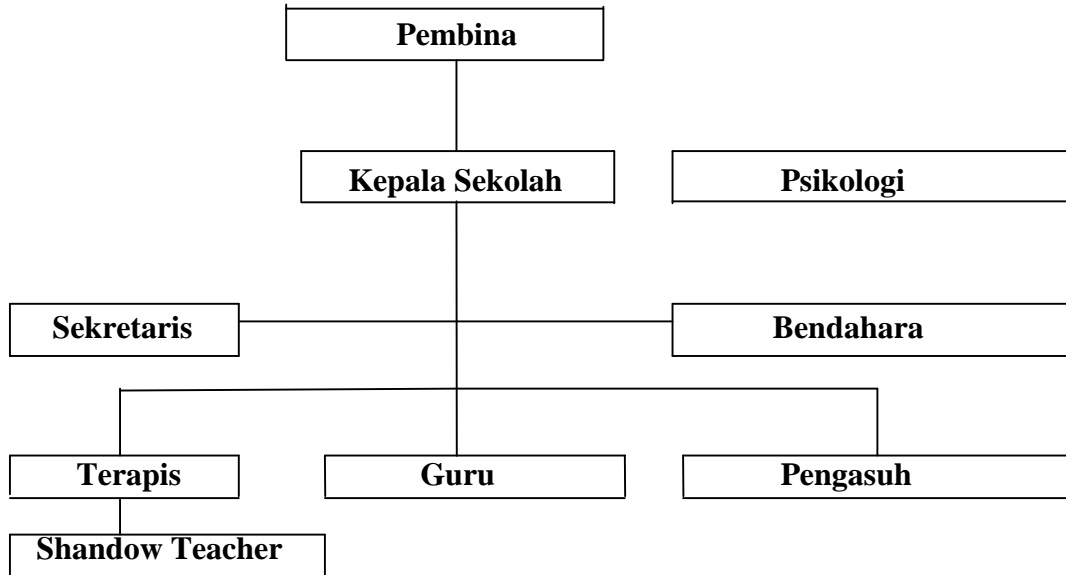 Pembina
Kepala Sekolah
Psikologi
Sekretaris
Bendahara
Terapis
Guru
Pengasuh
Shandow Teacher